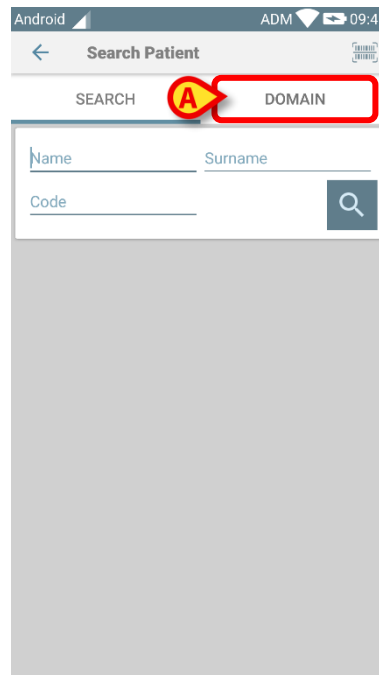 Android ADM 09:4
Search Patient
SEARCH A DOMAIN
Name Surname
Code